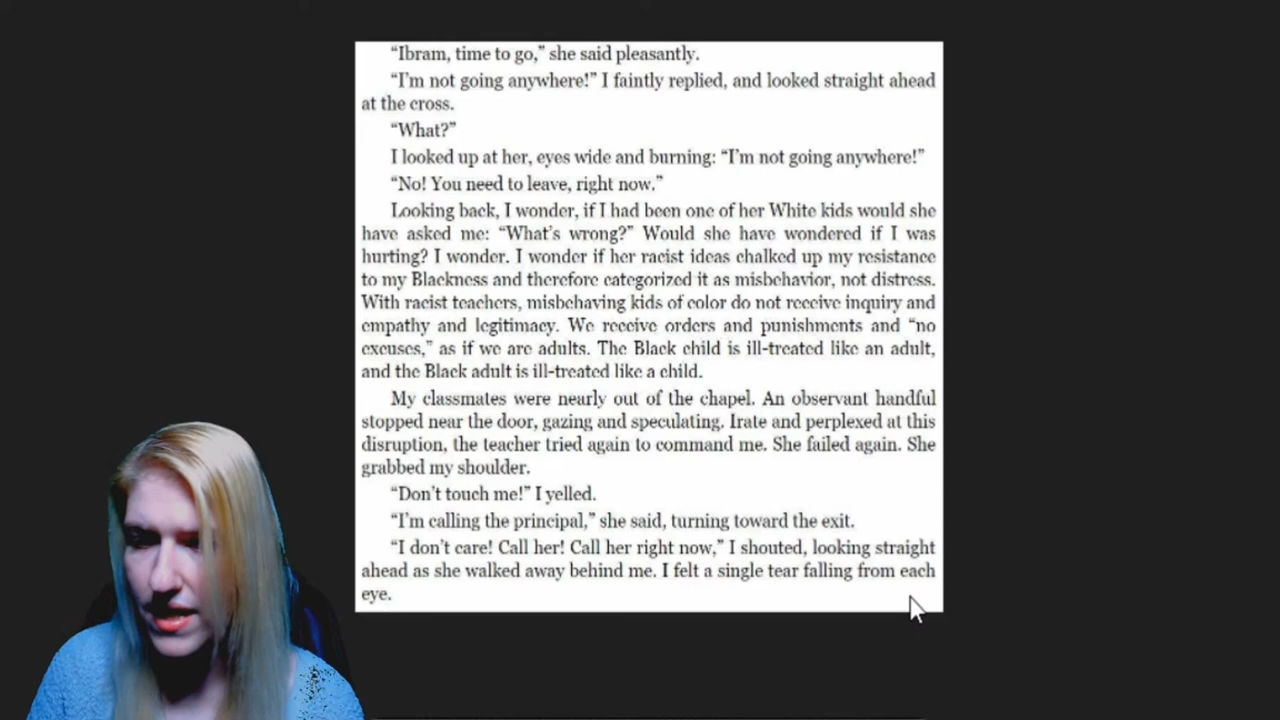 “Ibram, time to go,” she said pleasantly.
“I’m not going anywhere!” I faintly replied, and looked straight ahead
at the cross.
“What?”
I looked up at her, eyes wide and burning: “I’m not going anywhere!”
“No! You need to leave, right now.”
Looking back, I wonder, if I had been one of her White kids would she
have asked me: “What’s wrong?” Would she have wondered if I was
hurting? I wonder. I wonder if her racist ideas chalked up my resistance
to my Blackness and therefore categorized it as misbehavior, not distress.
With racist teachers, misbehaving kids of color do not receive inquiry and
empathy and legitimacy. We receive orders and punishments and “no
excuses,” as if we are adults. The Black child is ill-treated like an adult,
and the Black adult is ill-treated like a child.
My classmates were nearly out of the chapel. An observant handful
stopped near the door, gazing and speculating. Irate and perplexed at this
disruption, the teacher tried again to command me. She failed again. She
grabbed my shoulder.
“Don’t touch me!” I yelled.
“I’m calling the principal,” she said, turning toward the exit.
“I don’t care! Call her! Call her right now,” I shouted, looking straight
ahead as she walked away behind me. I felt a single tear falling from each
eye.